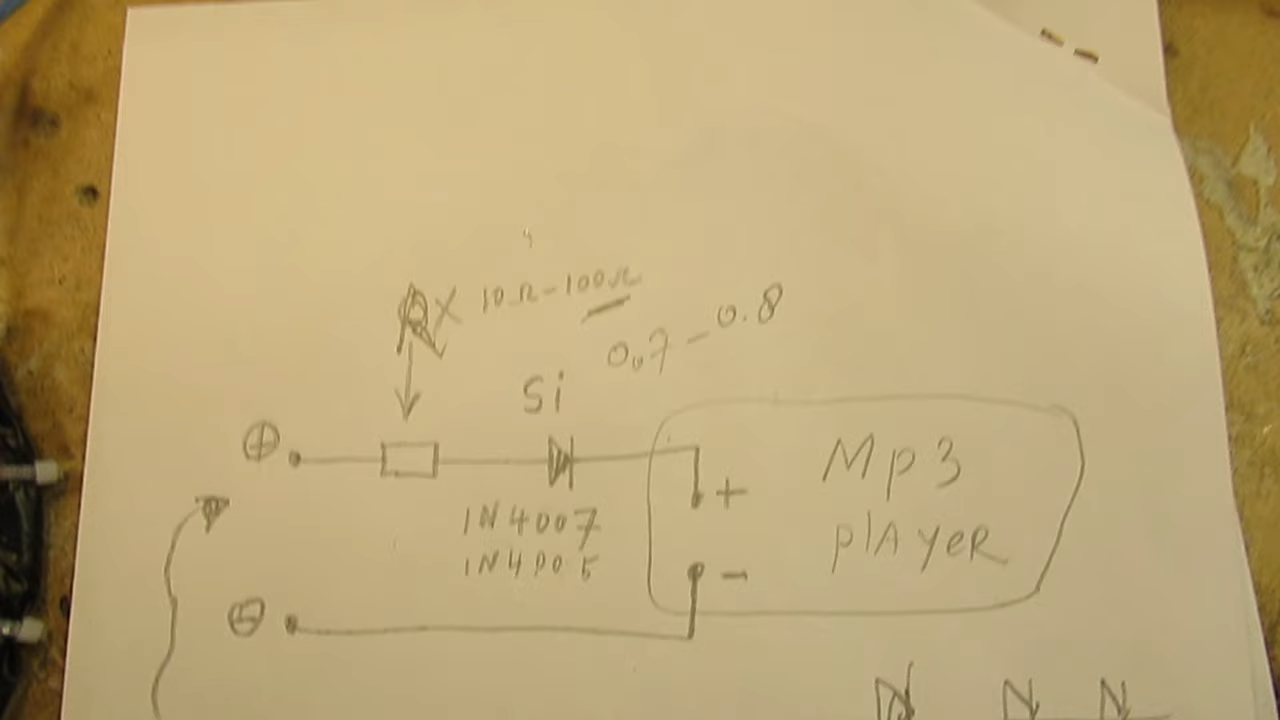 RX 10Ω-100Ω
0.7-0.8
Si
Mp3
+
1N4007
PlAYeR
1N4005
-